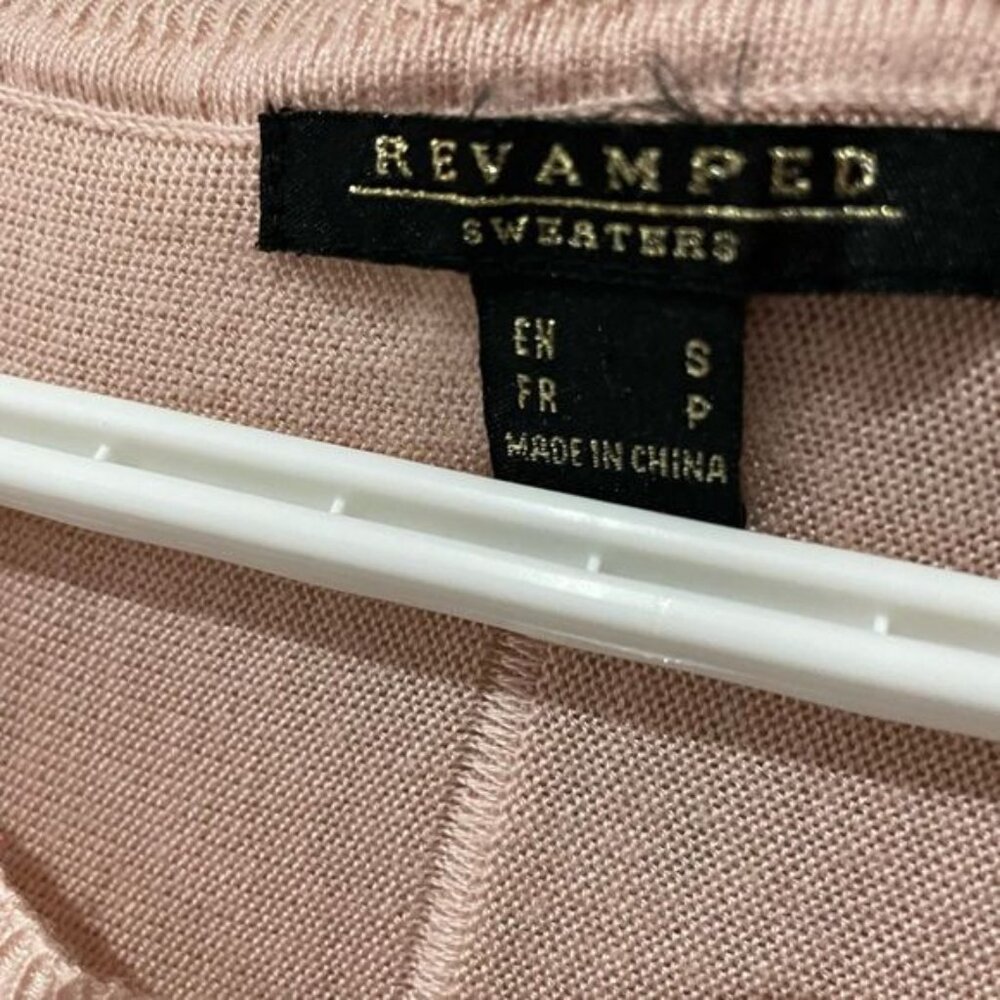 REVAMPED
SWEATERS
EN S
FR P
MADE IN CHINA